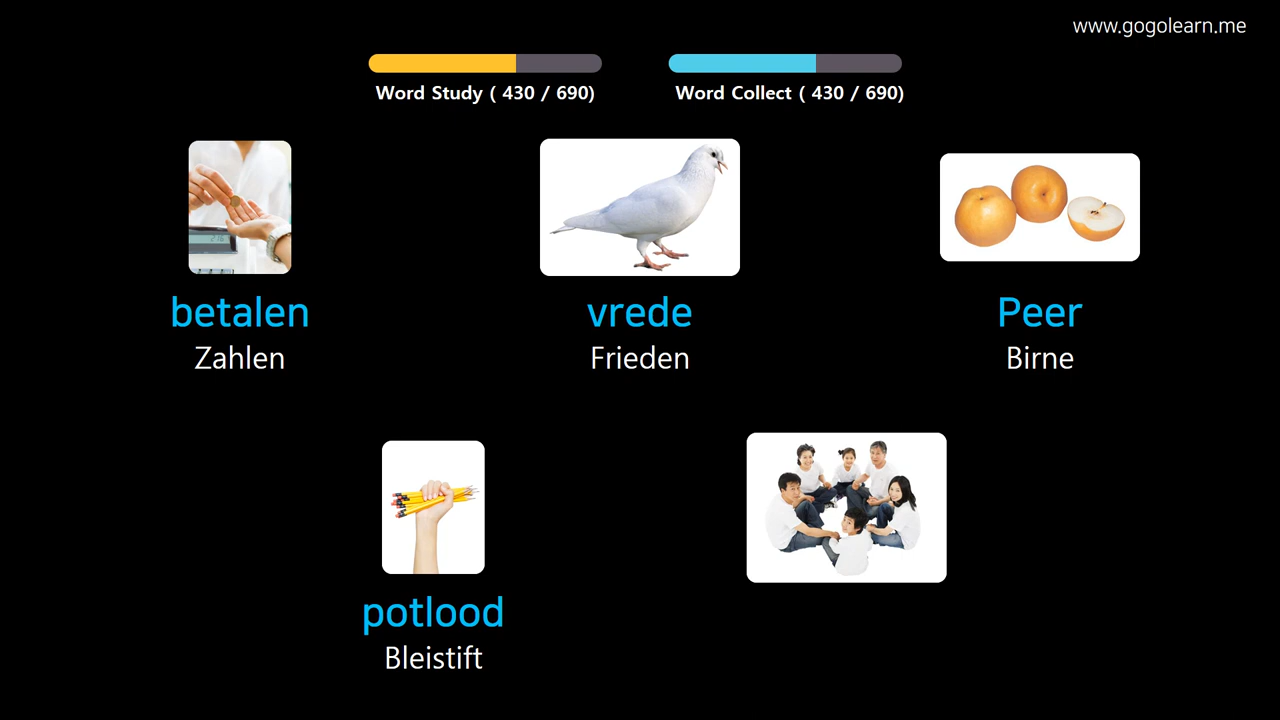 www.gogolearn.me
Word Study ( 430 / 690)
Word Collect ( 430 / 690)
betalen
Zahlen
vrede
Frieden
Peer
Birne
potlood
Bleistift